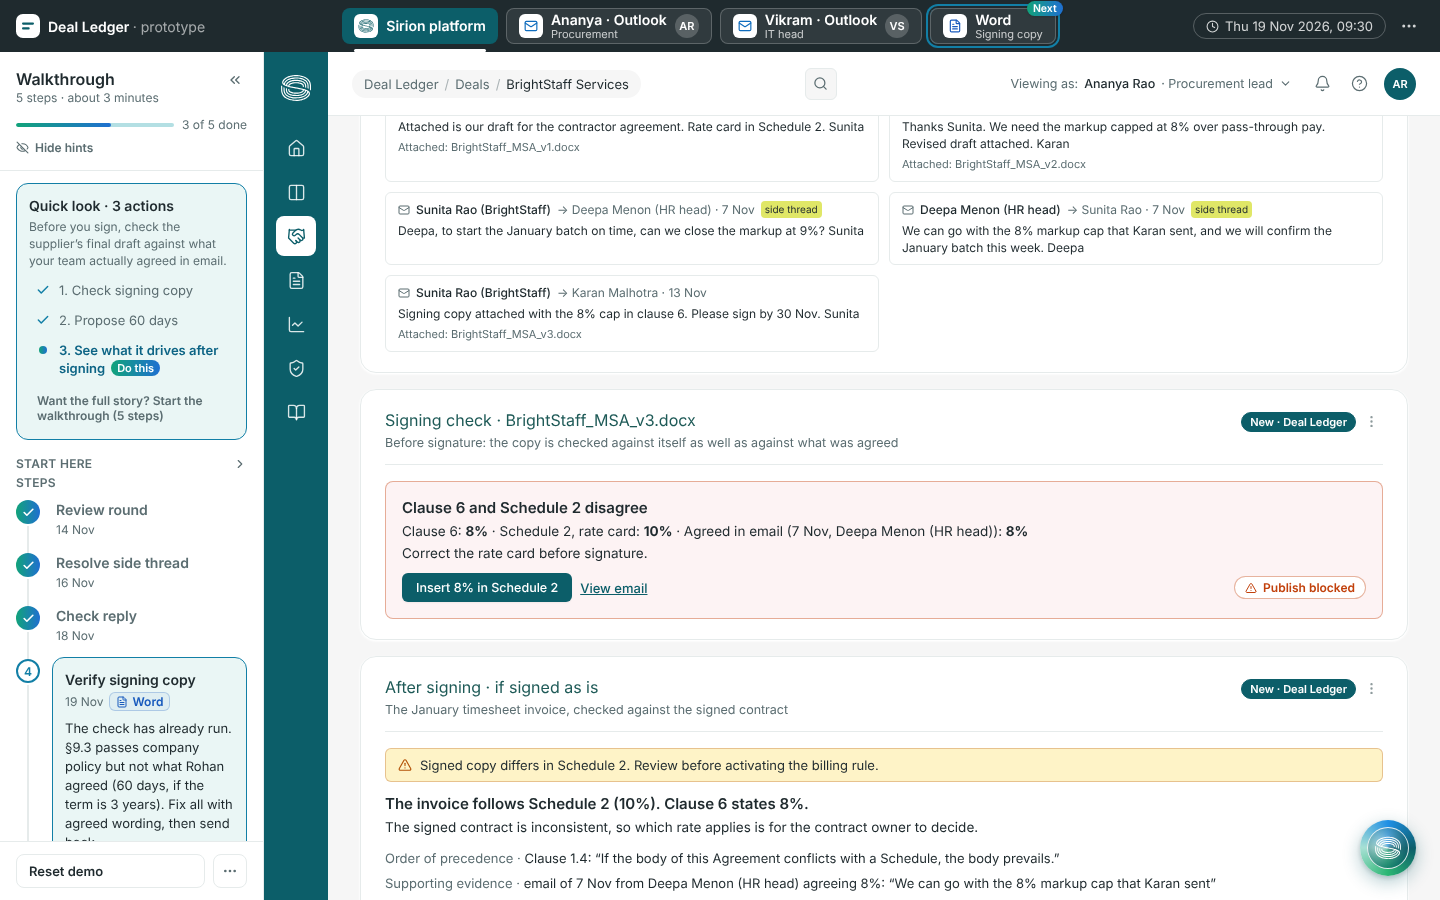 Deal Ledger · prototype
Sirion platform
Ananya · Outlook
Procurement
AR
Vikram · Outlook
IT head
VS
Word
Signing copy
Next
Thu 19 Nov 2026, 09:30
Walkthrough
5 steps · about 3 minutes
3 of 5 done
Hide hints
Quick look · 3 actions
Before you sign, check the
supplier's final draft against what
your team actually agreed in email.
1. Check signing copy
2. Propose 60 days
3. See what it drives after
signing Do this
Want the full story? Start the
walkthrough (5 steps)
START HERE
STEPS
Review round
14 Nov
Resolve side thread
16 Nov
Check reply
18 Nov
4
Verify signing copy
19 Nov Word
The check has already run.
§9.3 passes company
policy but not what Rohan
agreed (60 days, if the
term is 3 years). Fix all with
agreed wording, then send
back
Reset demo
Deal Ledger / Deals / BrightStaff Services
Viewing as: Ananya Rao · Procurement lead
AR
Attached is our draft for the contractor agreement. Rate card in Schedule 2. Sunita
Attached: BrightStaff_MSA_v1.docx
Thanks Sunita. We need the markup capped at 8% over pass-through pay.
Revised draft attached. Karan
Attached: BrightStaff_MSA_v2.docx
Sunita Rao (BrightStaff) → Deepa Menon (HR head) · 7 Nov side thread
Deepa, to start the January batch on time, can we close the markup at 9%? Sunita
Deepa Menon (HR head) → Sunita Rao · 7 Nov side thread
We can go with the 8% markup cap that Karan sent, and we will confirm the
January batch this week. Deepa
Sunita Rao (BrightStaff) → Karan Malhotra · 13 Nov
Signing copy attached with the 8% cap in clause 6. Please sign by 30 Nov. Sunita
Attached: BrightStaff_MSA_v3.docx
Signing check · BrightStaff_MSA_v3.docx
Before signature: the copy is checked against itself as well as against what was agreed
New · Deal Ledger
Clause 6 and Schedule 2 disagree
Clause 6: 8% · Schedule 2, rate card: 10% · Agreed in email (7 Nov, Deepa Menon (HR head)): 8%
Correct the rate card before signature.
Insert 8% in Schedule 2
View email
Publish blocked
After signing · if signed as is
The January timesheet invoice, checked against the signed contract
New · Deal Ledger
Signed copy differs in Schedule 2. Review before activating the billing rule.
The invoice follows Schedule 2 (10%). Clause 6 states 8%.
The signed contract is inconsistent, so which rate applies is for the contract owner to decide.
Order of precedence · Clause 1.4: “If the body of this Agreement conflicts with a Schedule, the body prevails.”
Supporting evidence · email of 7 Nov from Deepa Menon (HR head) agreeing 8%: “We can go with the 8% markup cap that Karan sent”